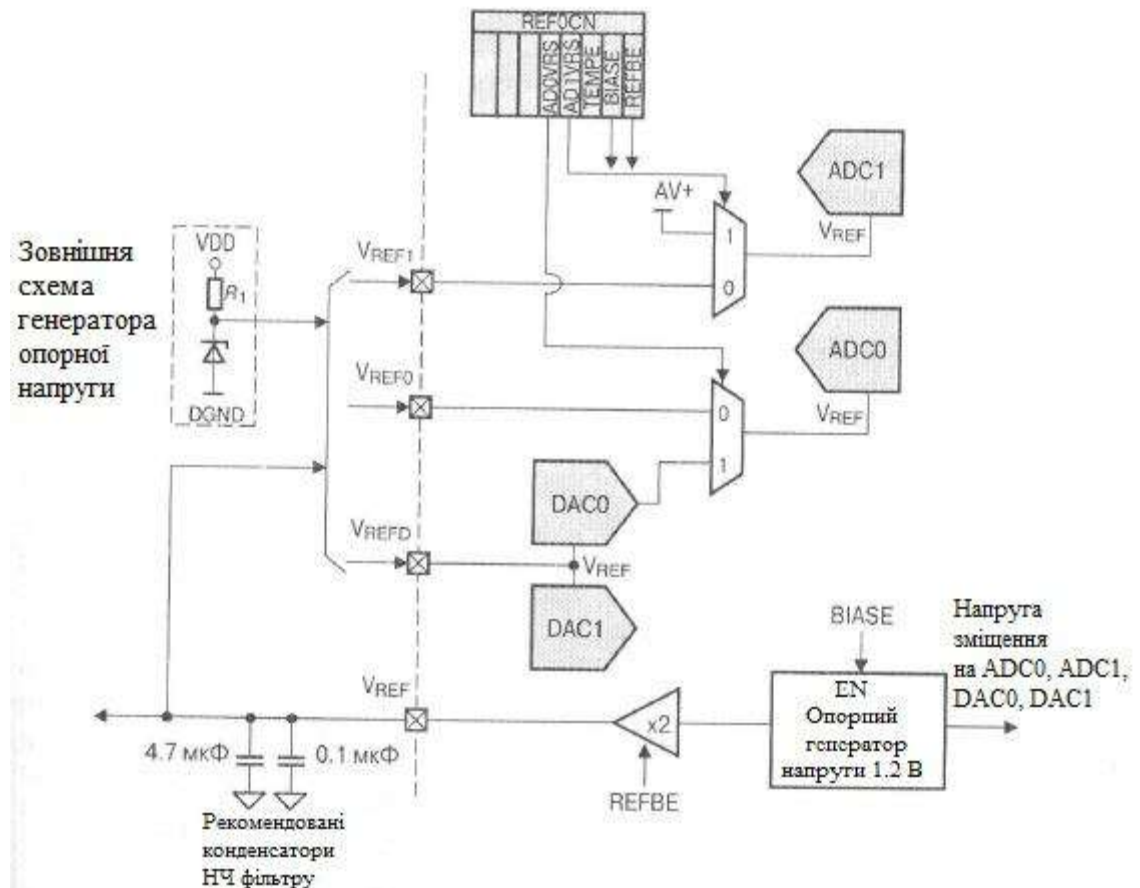 REF0CN
AD0VRS
AD1VRS
TEMPE
BIASE
REFBE
ADC1
AV+
VREF
1
0
Зовнішня
схема
генератора
опорної
напруги
VDD
R1
DGND
VREF1
ADC0
VREF0
0
VREF
1
DAC0
VREFD
VREF
DAC1
BIASE
Напруга
зміщення
на ADC0, ADC1,
DAC0, DAC1
VREF
x2
EN
Опорний
генератор
напруги 1.2 В
4.7 мкФ
0.1 мкФ
REFBE
Рекомендовані
конденсатори
НЧ фільтру